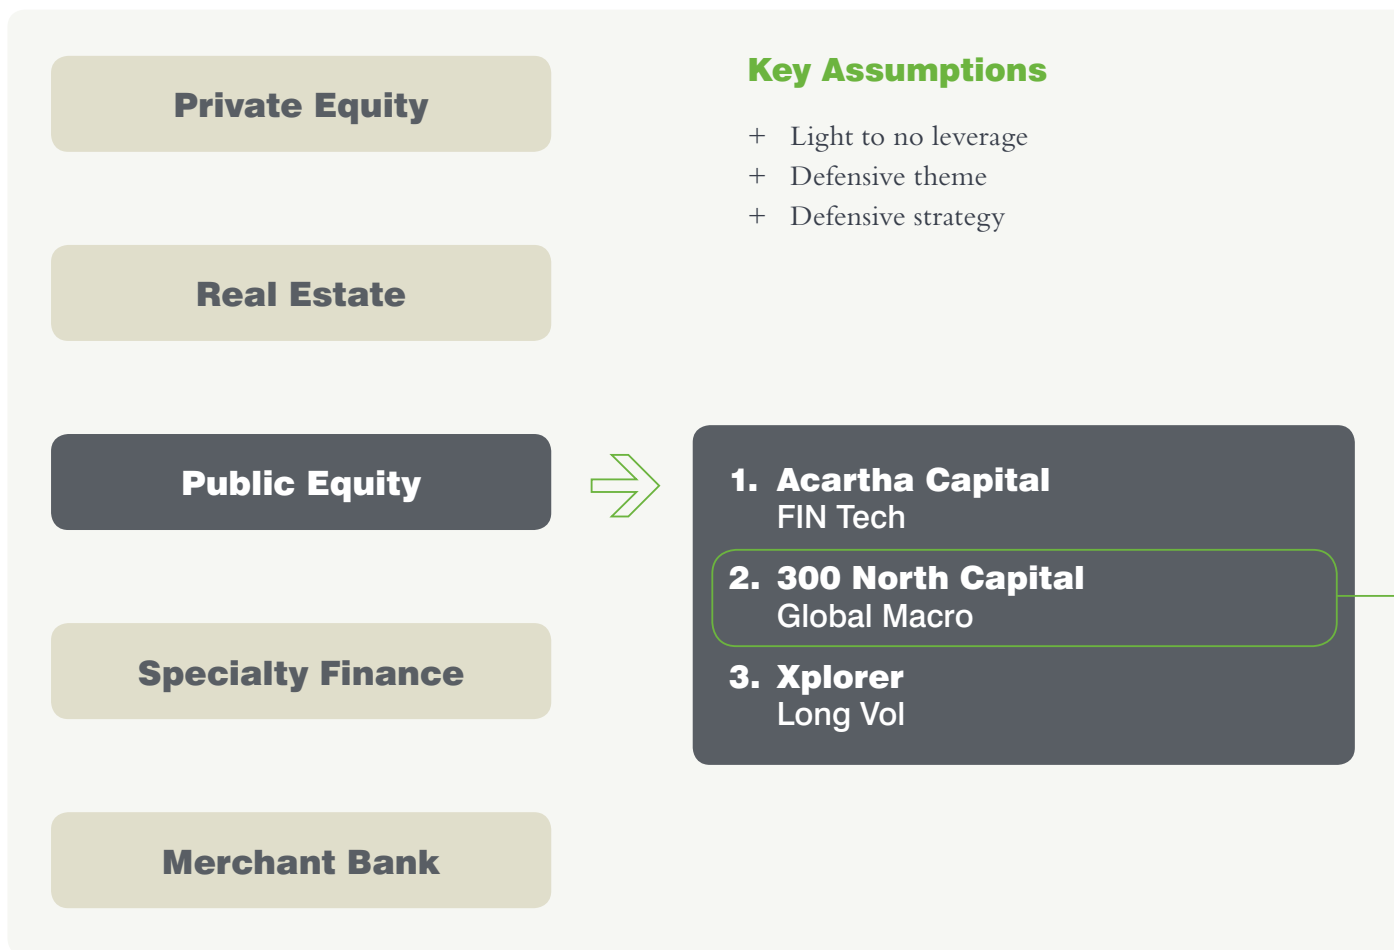 Private Equity
Real Estate
Public Equity
Specialty Finance
Merchant Bank
Key Assumptions
+ Light to no leverage
+ Defensive theme
+ Defensive strategy
1. Acartha Capital
FIN Tech
2. 300 North Capital
Global Macro
3. Xplorer
Long Vol